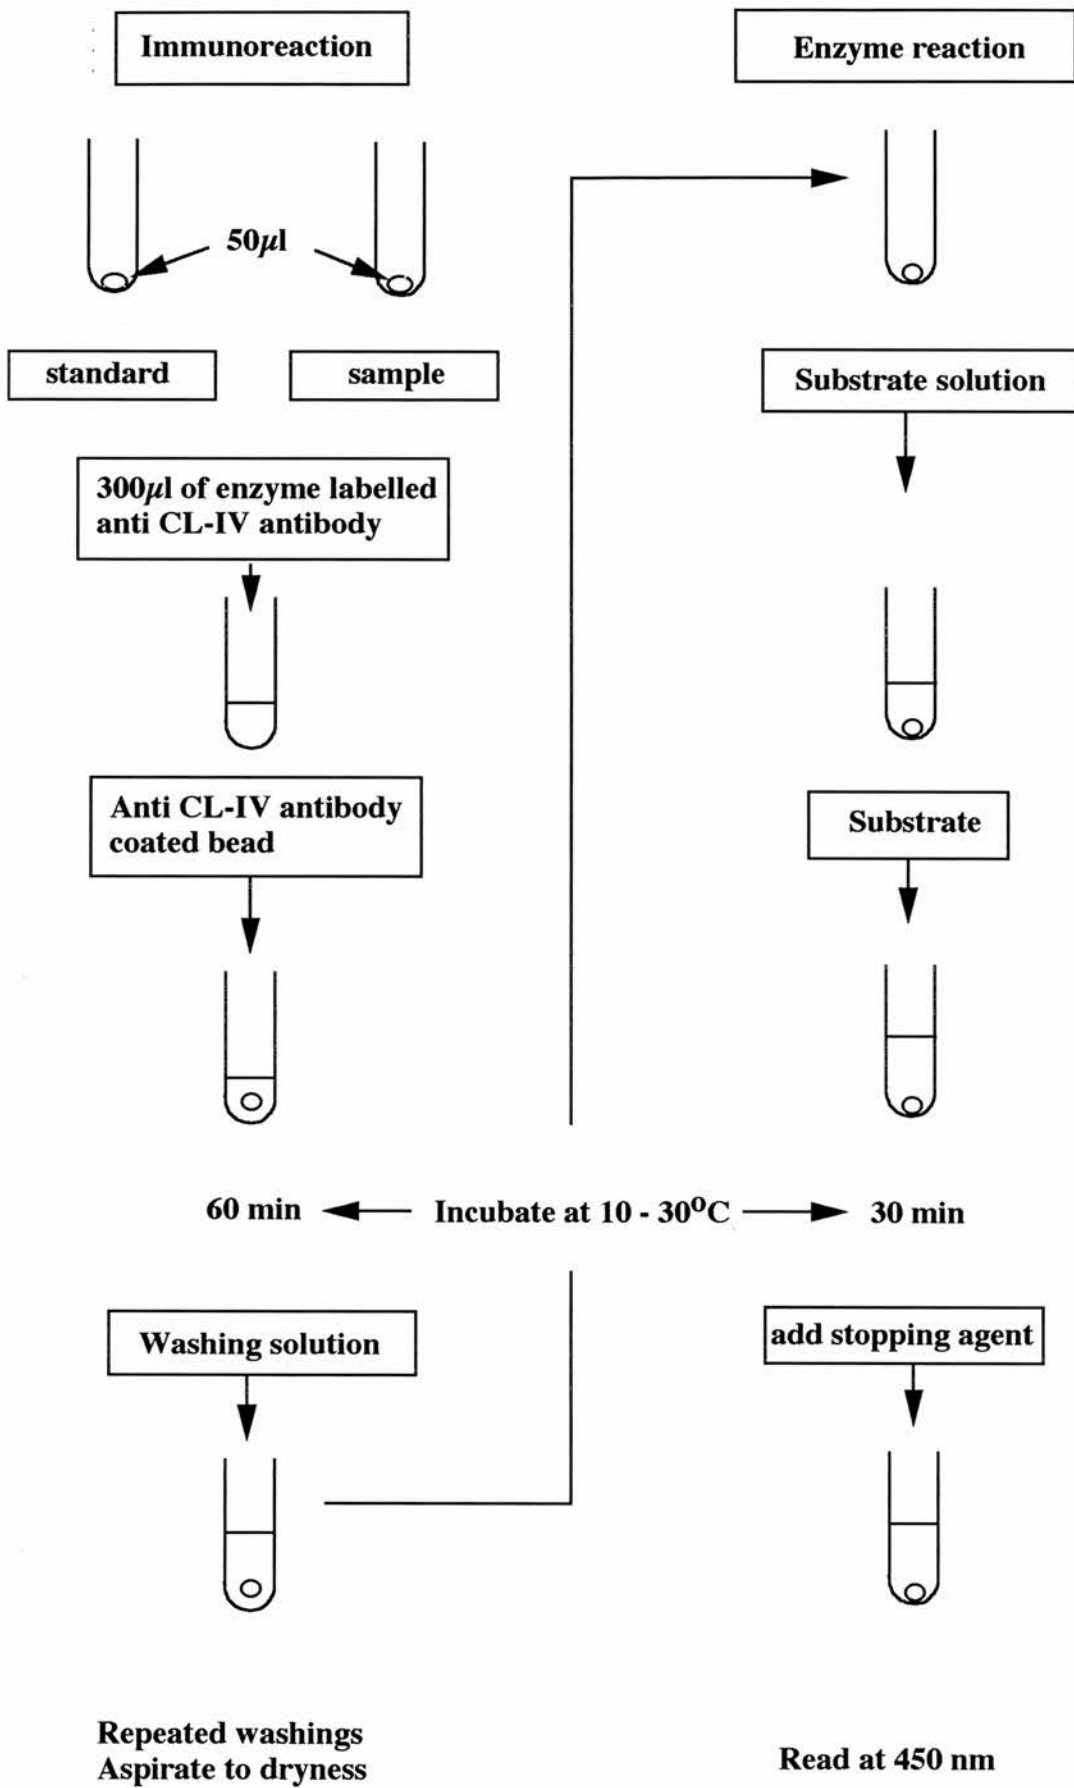 Immunoreaction
50µl
standard
sample
300µl of enzyme labelled
anti CL-IV antibody
Anti CL-IV antibody
coated bead
60 min
Incubate at 10 - 30°C
30 min
Washing solution
Repeated washings
Aspirate to dryness
Enzyme reaction
Substrate solution
Substrate
add stopping agent
Read at 450 nm